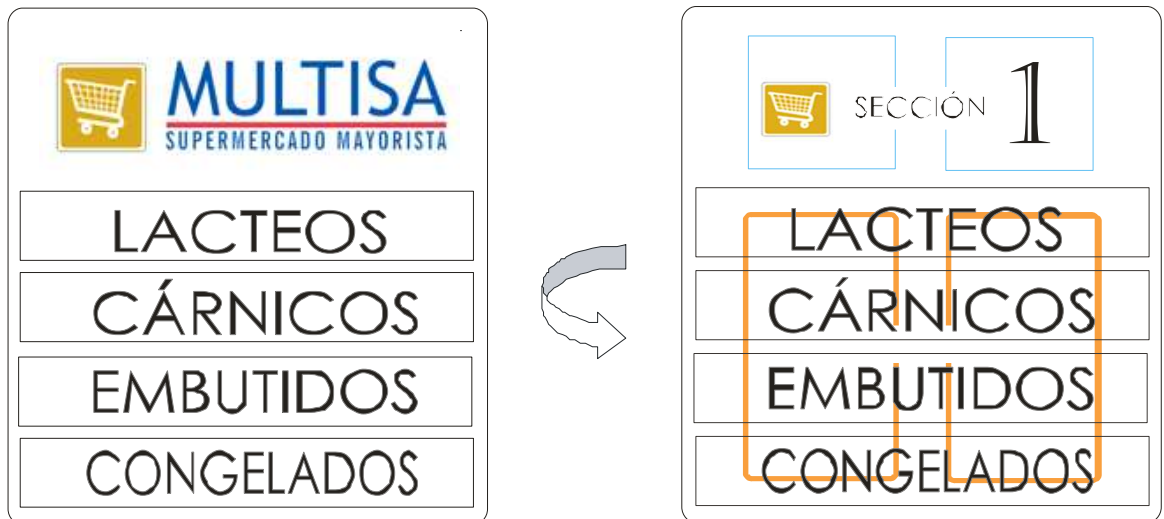 MULTISA
SUPERMERCADO MAYORISTA
LACTEOS
CÁRNICOS
EMBUTIDOS
CONGELADOS
SECCIÓN 1
LACTEOS
CÁRNICOS
EMBUTIDOS
CONGELADOS